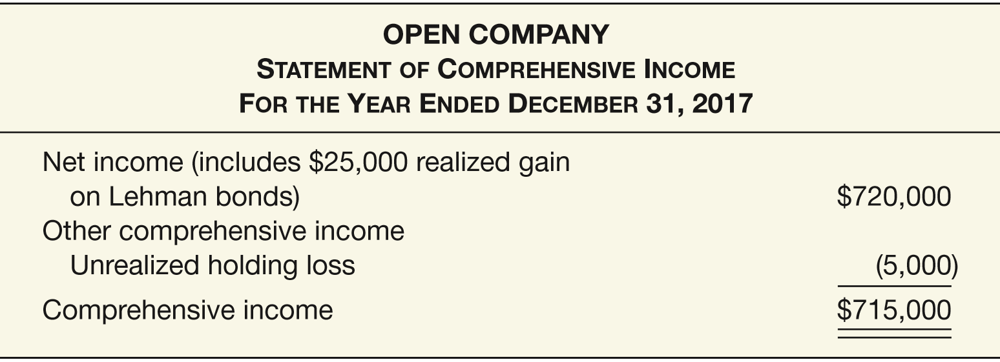 OPEN COMPANY
STATEMENT OF COMPREHENSIVE INCOME
FOR THE YEAR ENDED DECEMBER 31, 2017
Net income (includes $25,000 realized gain
on Lehman bonds) $720,000
Other comprehensive income
Unrealized holding loss (5,000)
Comprehensive income $715,000